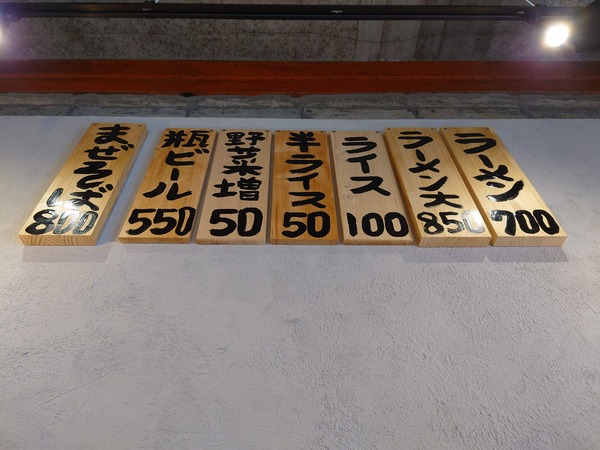 ラーメン
700
ラーメン大
850
ライス
100
半ライス
50
野菜増
50
瓶ビール
550
まぜそば
800